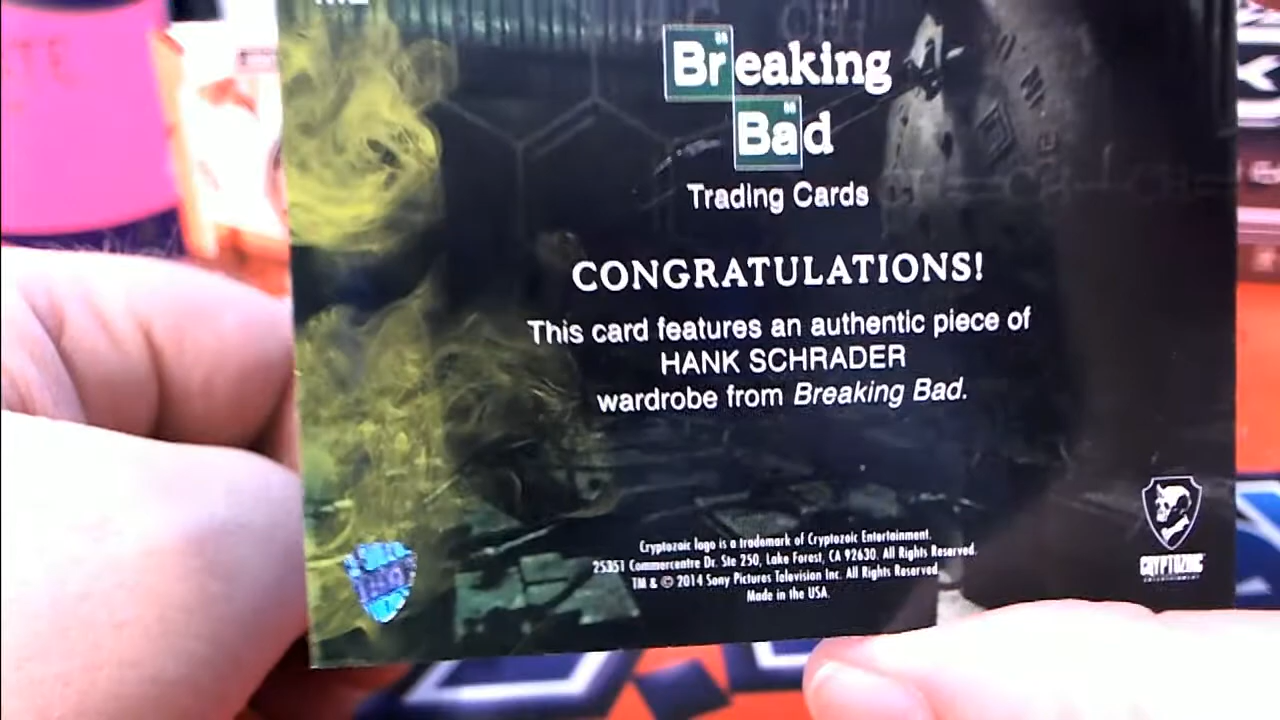 Breaking
Bad
Trading Cards
CONGRATULATIONS!
This card features an authentic piece of
HANK SCHRADER
wardrobe from Breaking Bad.
Cryptozoic logo is a trademark of Cryptozoic Entertainment.
25351 Commercentre Dr. Ste 250, Lake Forest, CA 92630. All Rights Reserved.
TM & © 2014 Sony Pictures Television Inc. All Rights Reserved.
Made in the USA.
CRYPTOZOIC
ENTERTAINMENT